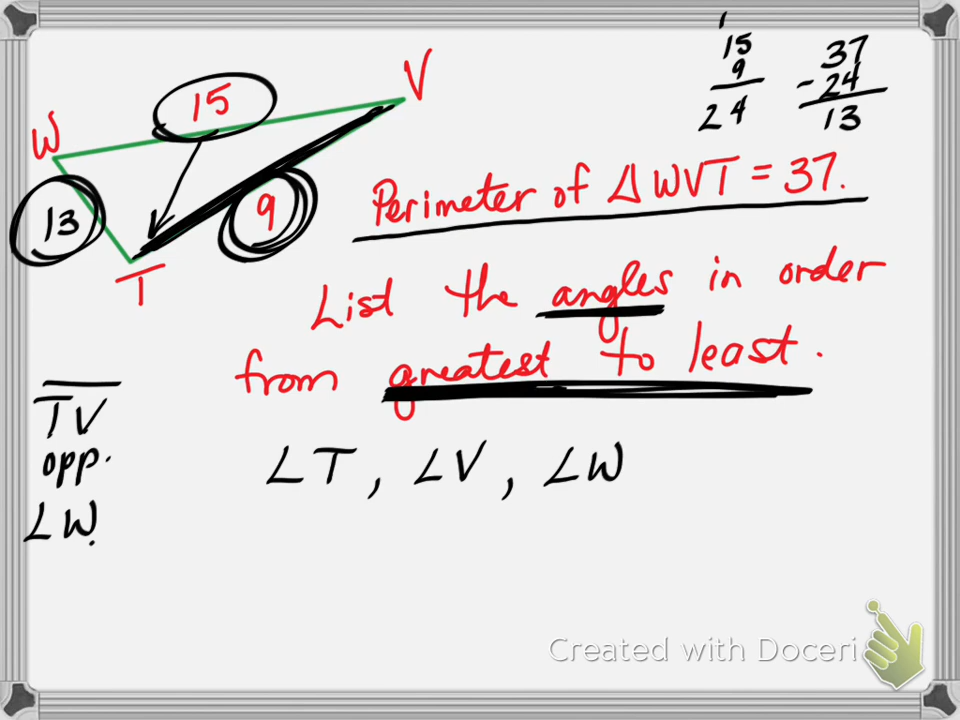 15
9
24
37
- 24
13
W
15
V
13
9
T
Perimeter of △WVT = 37.
List the angles in order
from greatest to least.
TV
opp.
∠W.
∠T, ∠V, ∠W
Created with Doceri